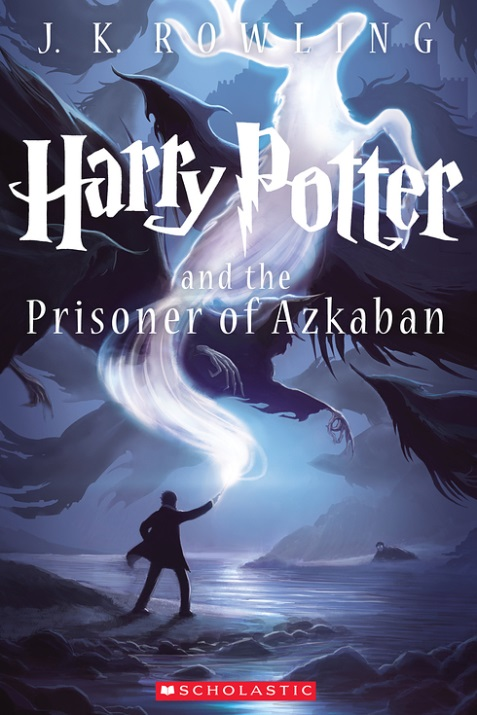 J. K. ROWLING
Harry Potter
and the
Prisoner of Azkaban
SCHOLASTIC